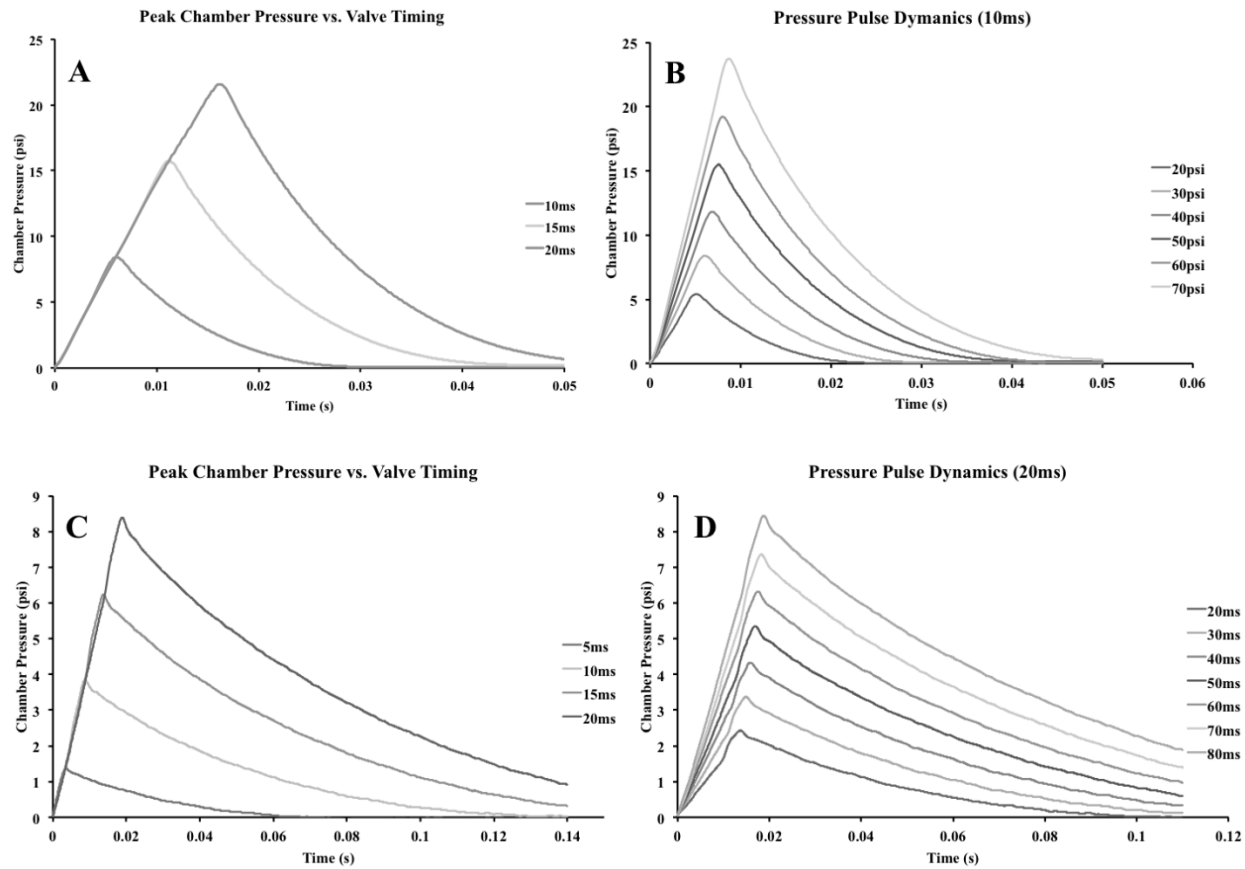 Peak Chamber Pressure vs. Valve Timing
A
Chamber Pressure (psi)
25
20
15
10
5
0
0 0.01 0.02 0.03 0.04 0.05
Time (s)
10ms
15ms
20ms
Pressure Pulse Dymanics (10ms)
B
Chamber Pressure (psi)
25
20
15
10
5
0
0 0.01 0.02 0.03 0.04 0.05 0.06
Time (s)
20psi
30psi
40psi
50psi
60psi
70psi
Peak Chamber Pressure vs. Valve Timing
C
Chamber Pressure (psi)
9
8
7
6
5
4
3
2
1
0
0 0.02 0.04 0.06 0.08 0.1 0.12 0.14
Time (s)
5ms
10ms
15ms
20ms
Pressure Pulse Dynamics (20ms)
D
Chamber Pressure (psi)
9
8
7
6
5
4
3
2
1
0
0 0.02 0.04 0.06 0.08 0.1 0.12
Time (s)
20ms
30ms
40ms
50ms
60ms
70ms
80ms